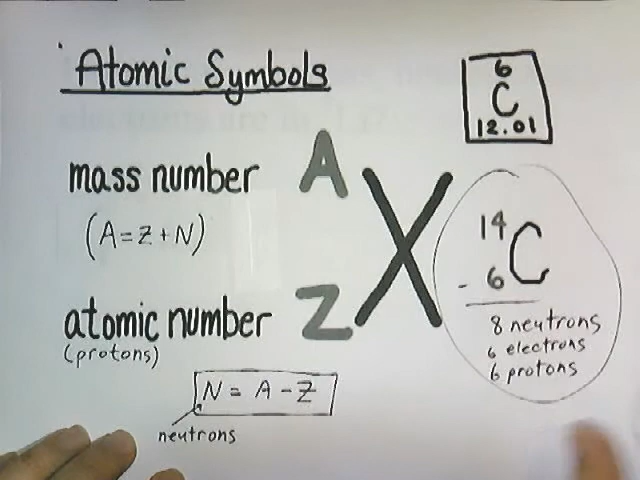 Atomic Symbols
6
C
12.01
mass number
A
X
(A=Z+N)
14
C
- 6
atomic number
Z
(protons)
8 neutrons
6 electrons
6 protons
N = A - Z
neutrons